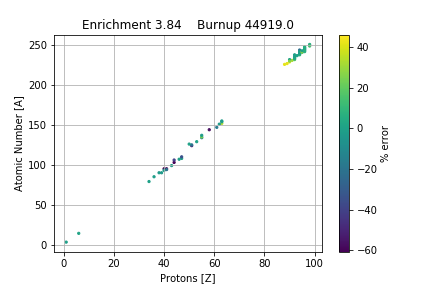 Enrichment 3.84 Burnup 44919.0
250
200
150
100
50
0
Atomic Number [A]
0 20 40 60 80 100
Protons [Z]
40
20
0
−20
−40
−60
% error